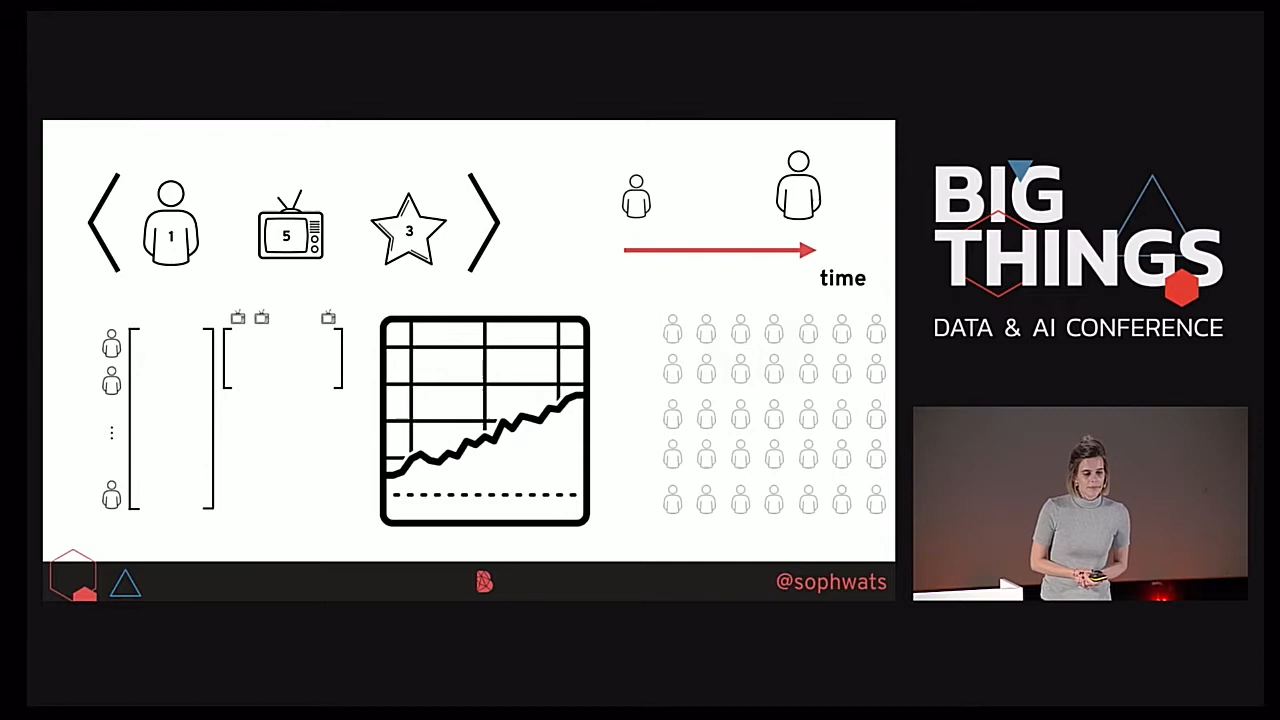 1
5
3
time
⋮
@sophwats
BIG
THINGS
DATA & AI CONFERENCE